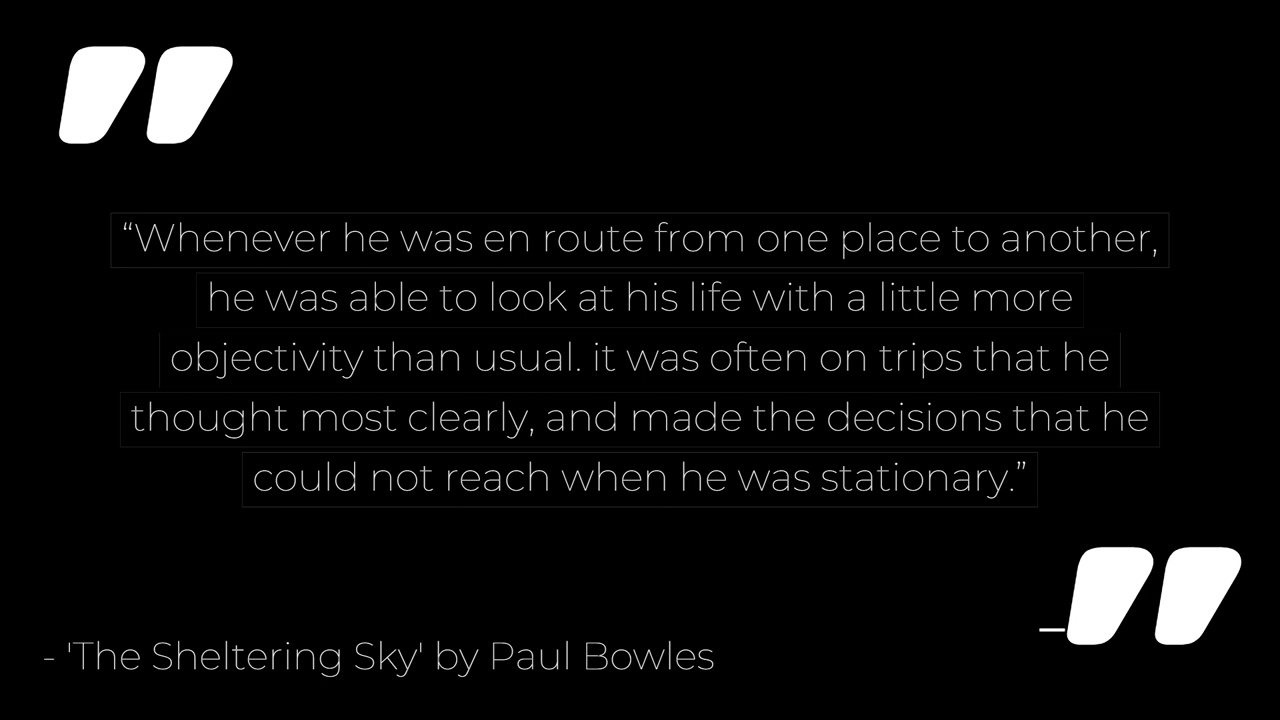 “Whenever he was en route from one place to another,
he was able to look at his life with a little more
objectivity than usual. it was often on trips that he
thought most clearly, and made the decisions that he
could not reach when he was stationary.”
- 'The Sheltering Sky' by Paul Bowles